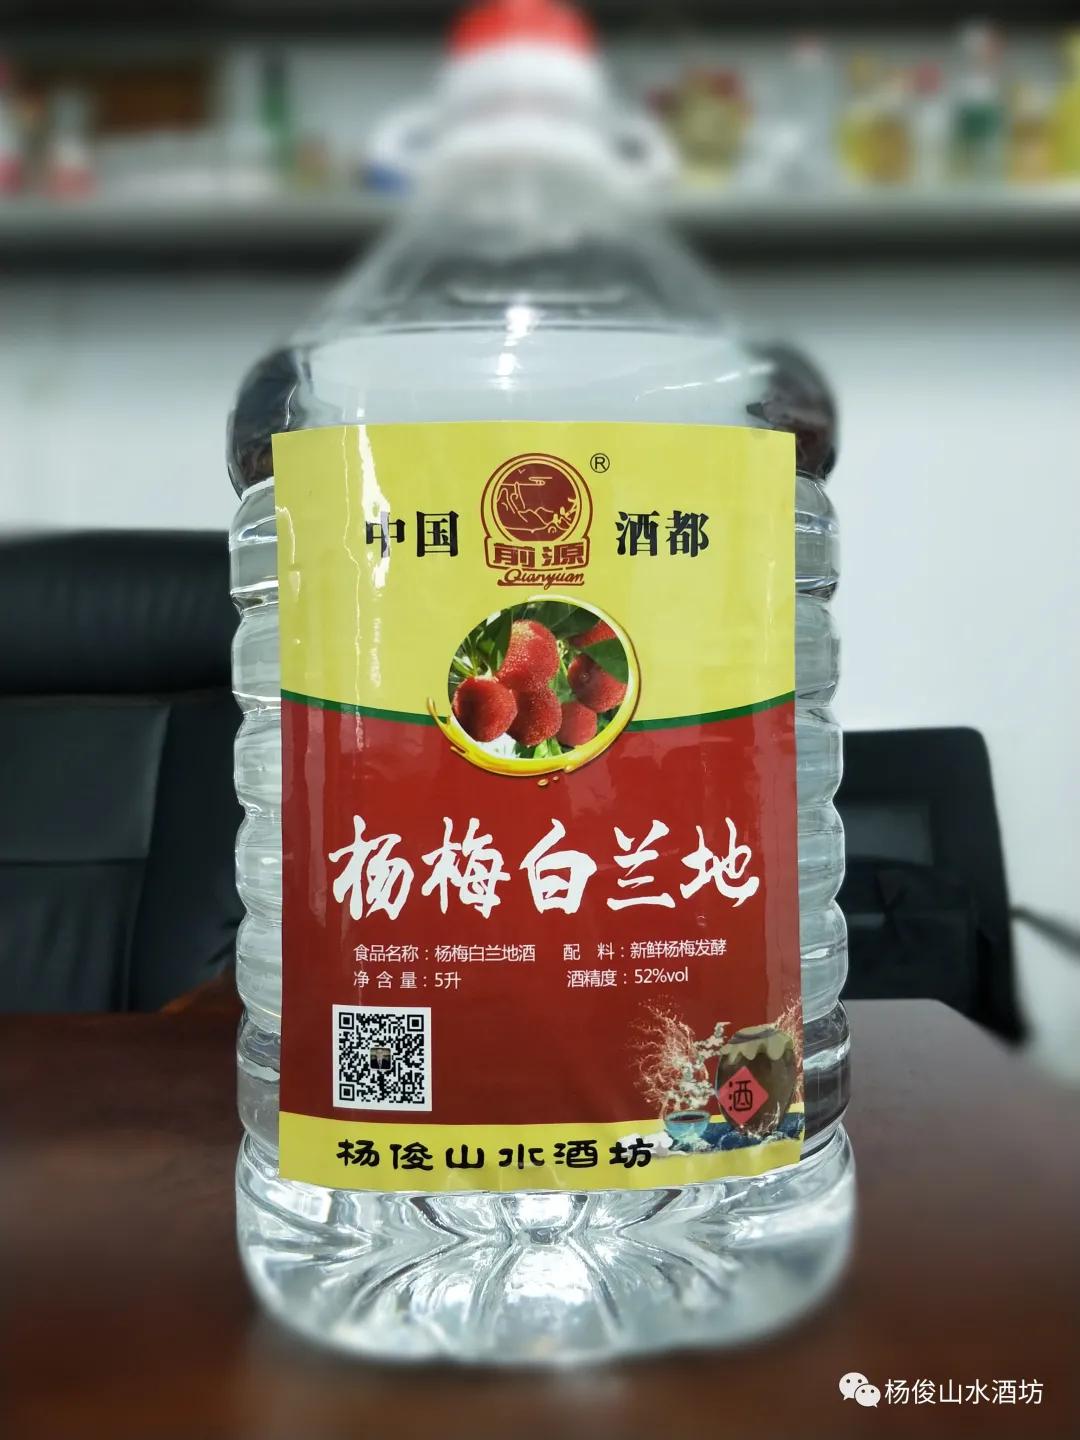 ®
中国 酒都
前源
Qianyuan
杨梅白兰地
食品名称：杨梅白兰地酒 配 料：新鲜杨梅发酵
净 含 量：5升 酒精度：52%vol
酒
杨俊山水酒坊
杨俊山水酒坊